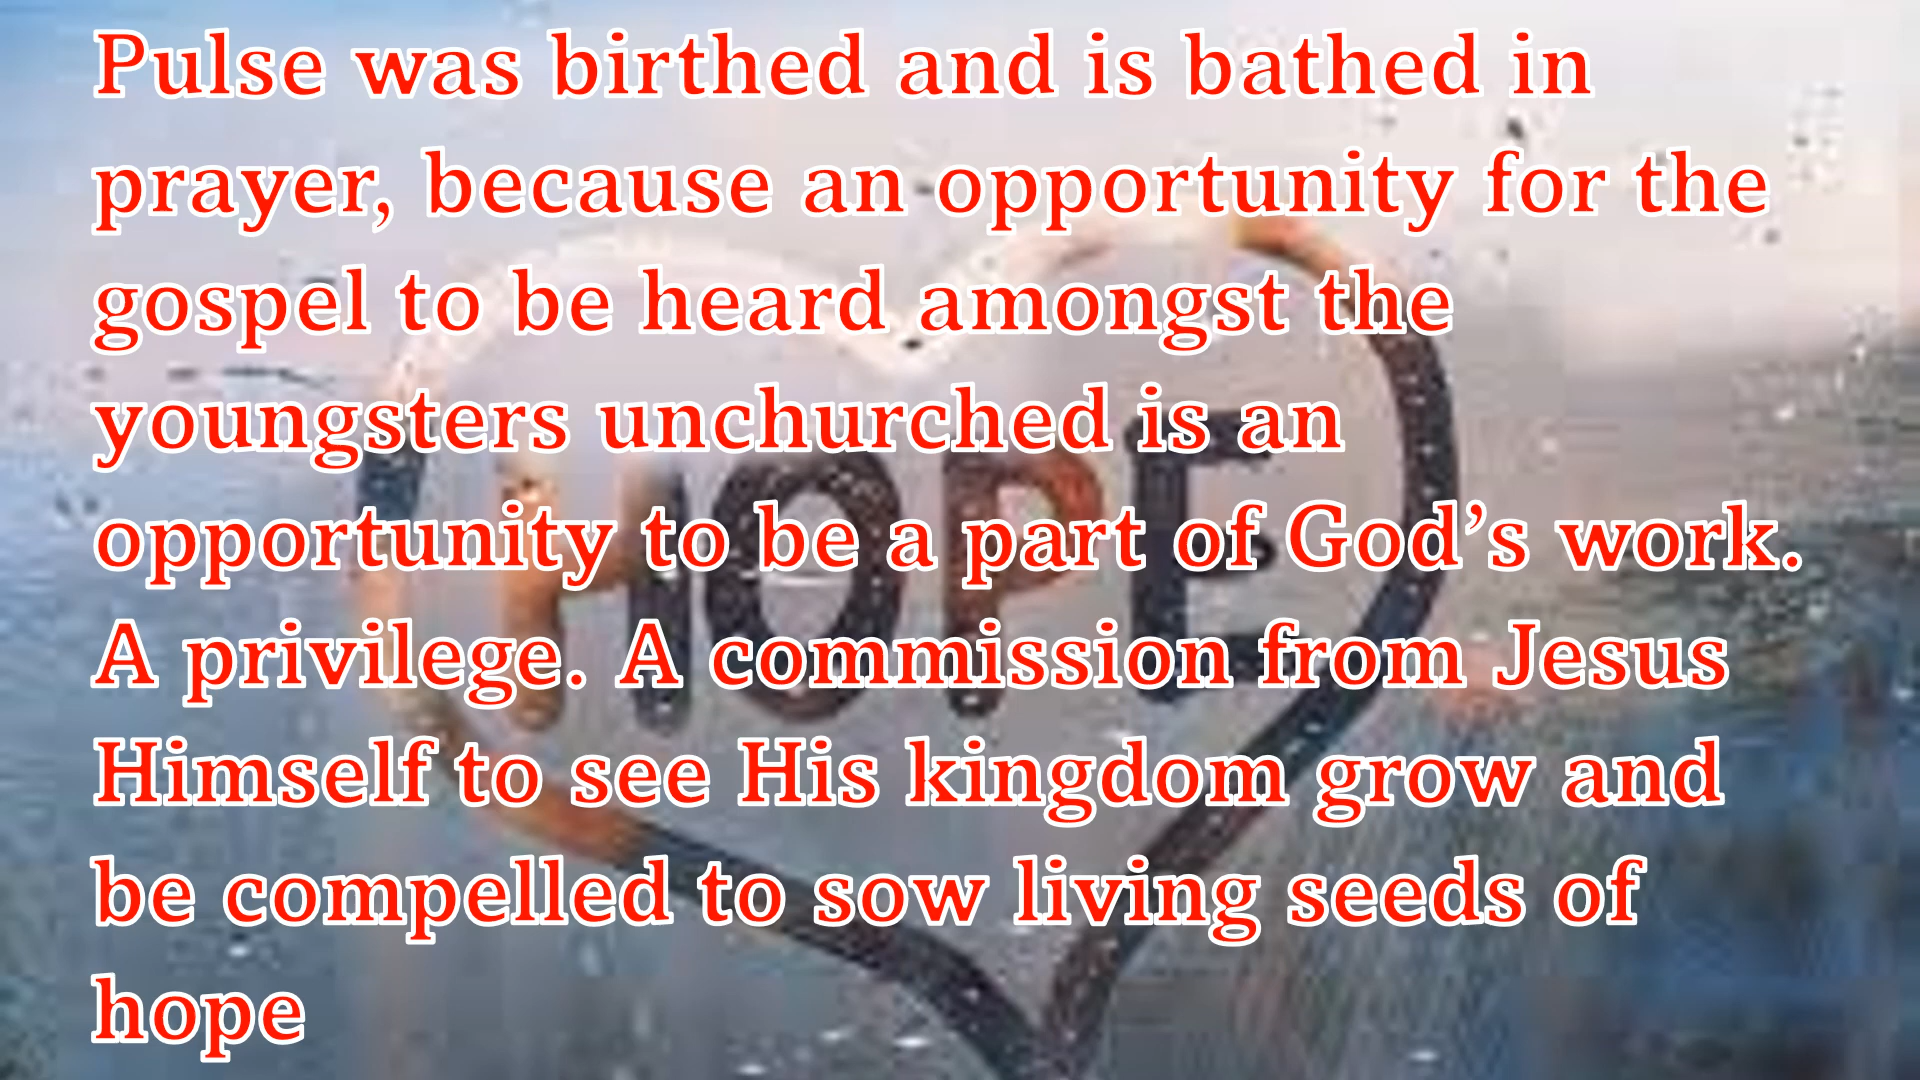 Pulse was birthed and is bathed in
prayer, because an opportunity for the
gospel to be heard amongst the
youngsters unchurched is an
opportunity to be a part of God’s work.
A privilege. A commission from Jesus
Himself to see His kingdom grow and
be compelled to sow living seeds of
hope
HOPE